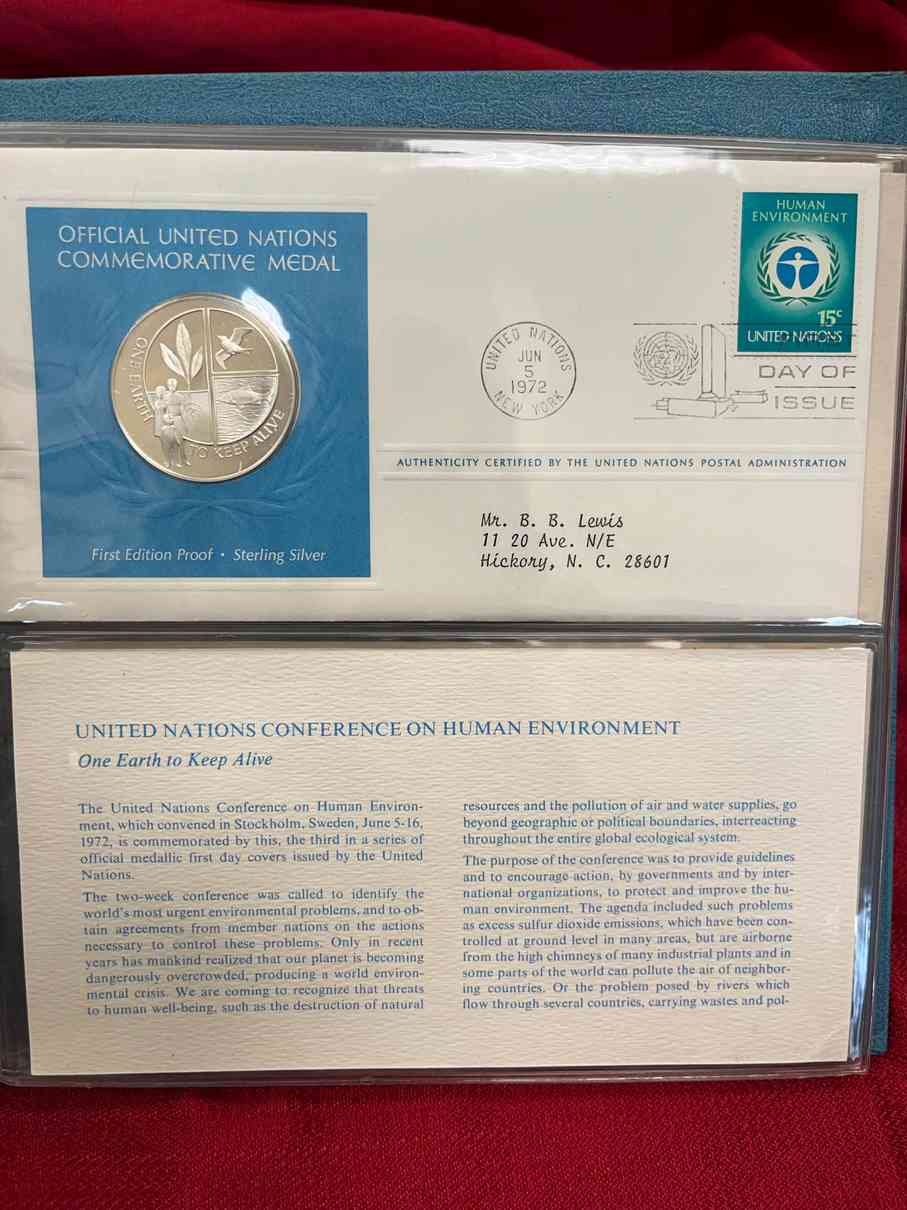 OFFICIAL UNITED NATIONS
COMMEMORATIVE MEDAL
ONE EARTH
TO KEEP ALIVE
First Edition Proof · Sterling Silver
HUMAN
ENVIRONMENT
15c
UNITED NATIONS
UNITED NATIONS
JUN
5
1972
NEW YORK
DAY OF
ISSUE
AUTHENTICITY CERTIFIED BY THE UNITED NATIONS POSTAL ADMINISTRATION
Mr. B. B. Lewis
11 20 Ave. N/E
Hickory, N. C. 28601
UNITED NATIONS CONFERENCE ON HUMAN ENVIRONMENT
One Earth to Keep Alive
The United Nations Conference on Human Environ-
ment, which convened in Stockholm, Sweden, June 5-16,
1972, is commemorated by this, the third in a series of
official medallic first day covers issued by the United
Nations.
The two-week conference was called to identify the
world's most urgent environmental problems, and to ob-
tain agreements from member nations on the actions
necessary to control these problems. Only in recent
years has mankind realized that our planet is becoming
dangerously overcrowded, producing a world environ-
mental crisis. We are coming to recognize that threats
to human well-being, such as the destruction of natural
resources and the pollution of air and water supplies, go
beyond geographic or political boundaries, interreacting
throughout the entire global ecological system.
The purpose of the conference was to provide guidelines
and to encourage action, by governments and by inter-
national organizations, to protect and improve the hu-
man environment. The agenda included such problems
as excess sulfur dioxide emissions, which have been con-
trolled at ground level in many areas, but are airborne
from the high chimneys of many industrial plants and in
some parts of the world can pollute the air of neighbor-
ing countries. Or the problem posed by rivers which
flow through several countries, carrying wastes and pol-